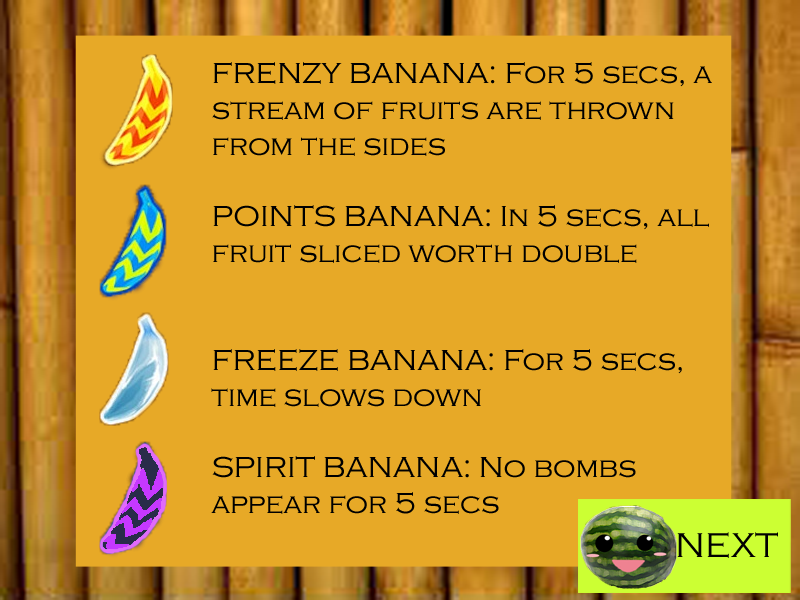 FRENZY BANANA: FOR 5 SECS, A
STREAM OF FRUITS ARE THROWN
FROM THE SIDES
POINTS BANANA: IN 5 SECS, ALL
FRUIT SLICED WORTH DOUBLE
FREEZE BANANA: FOR 5 SECS,
TIME SLOWS DOWN
SPIRIT BANANA: NO BOMBS
APPEAR FOR 5 SECS
NEXT